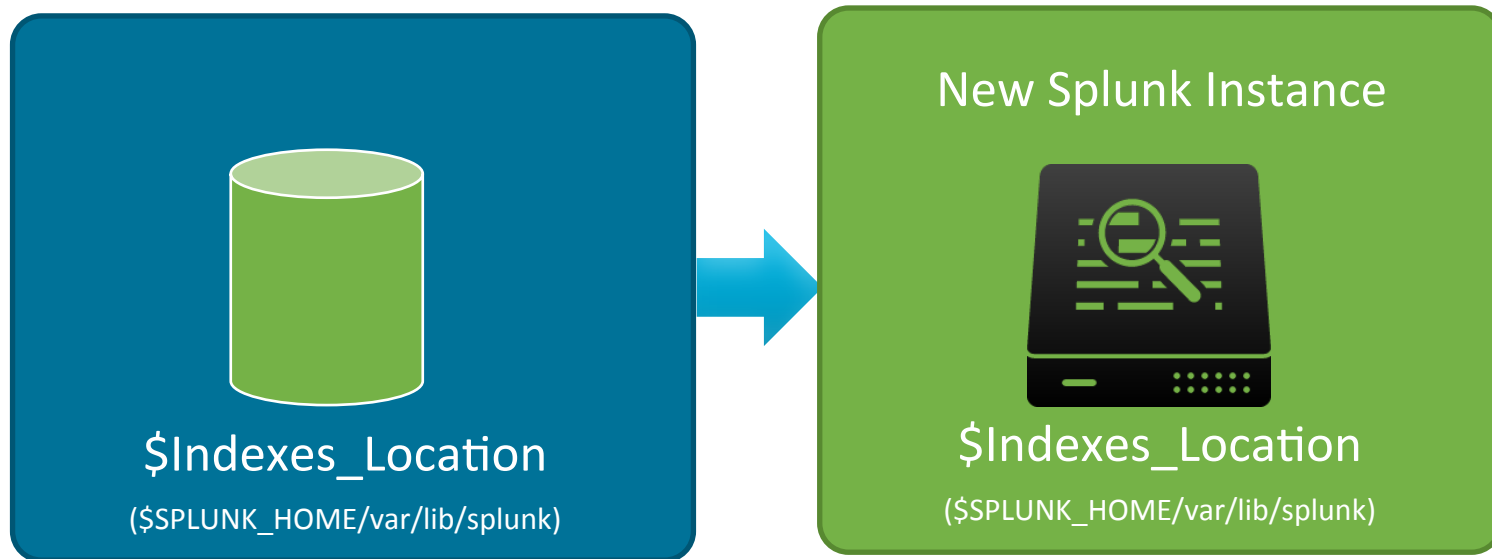 $Indexes_Location
($SPLUNK_HOME/var/lib/splunk)
New Splunk Instance
$Indexes_Location
($SPLUNK_HOME/var/lib/splunk)